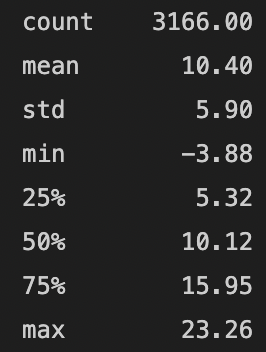 count 3166.00
mean 10.40
std 5.90
min -3.88
25% 5.32
50% 10.12
75% 15.95
max 23.26